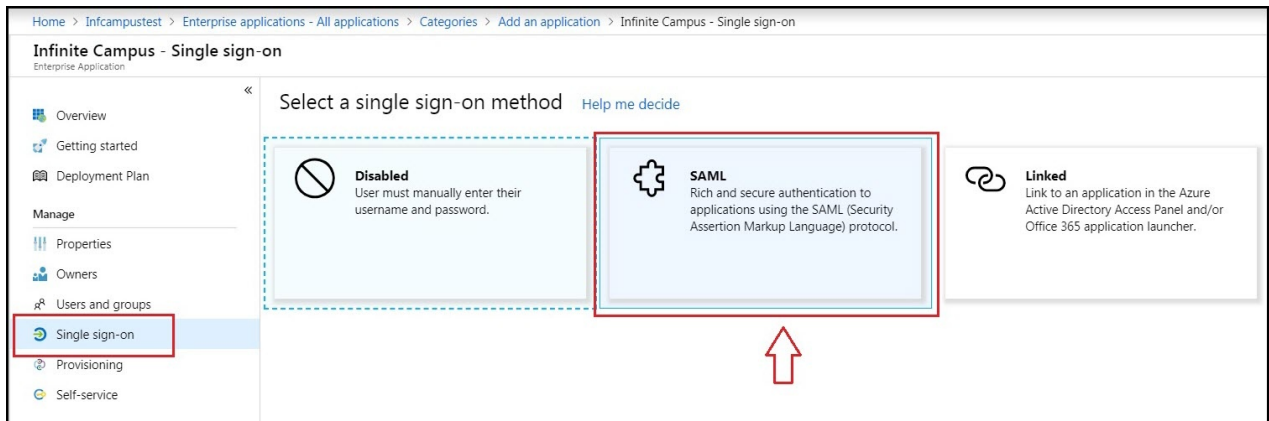 Home > Infcampustest > Enterprise applications - All applications > Categories > Add an application > Infinite Campus - Single sign-on
Infinite Campus - Single sign-on
Enterprise Application
«
Overview
Getting started
Deployment Plan
Manage
Properties
Owners
Users and groups
Single sign-on
Provisioning
Self-service
Select a single sign-on method Help me decide
Disabled
User must manually enter their
username and password.
SAML
Rich and secure authentication to
applications using the SAML (Security
Assertion Markup Language) protocol.
Linked
Link to an application in the Azure
Active Directory Access Panel and/or
Office 365 application launcher.